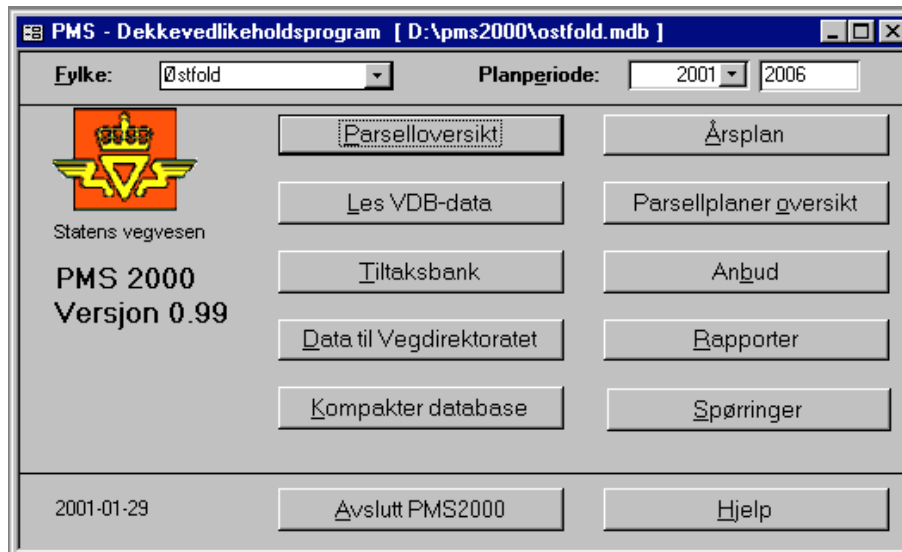 PMS - Dekkevedlikeholdsprogram [ D:\pms2000\ostfold.mdb ]
Fylke: Østfold Planperiode: 2001 2006
Parselloversikt Årsplan
Les VDB-data Parsellplaner oversikt
Statens vegvesen
PMS 2000
Versjon 0.99
Tiltaksbank Anbud
Data til Vegdirektoratet Rapporter
Kompakter database Spørringer
2001-01-29 Avslutt PMS2000 Hjelp